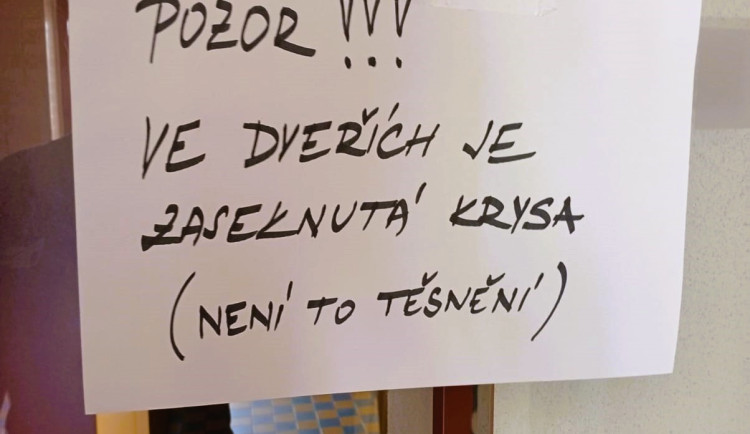 POZOR !!!
VE DVEŘÍCH JE
ZASEKNUTÁ KRYSA
(NENÍ TO TĚSNĚNÍ)